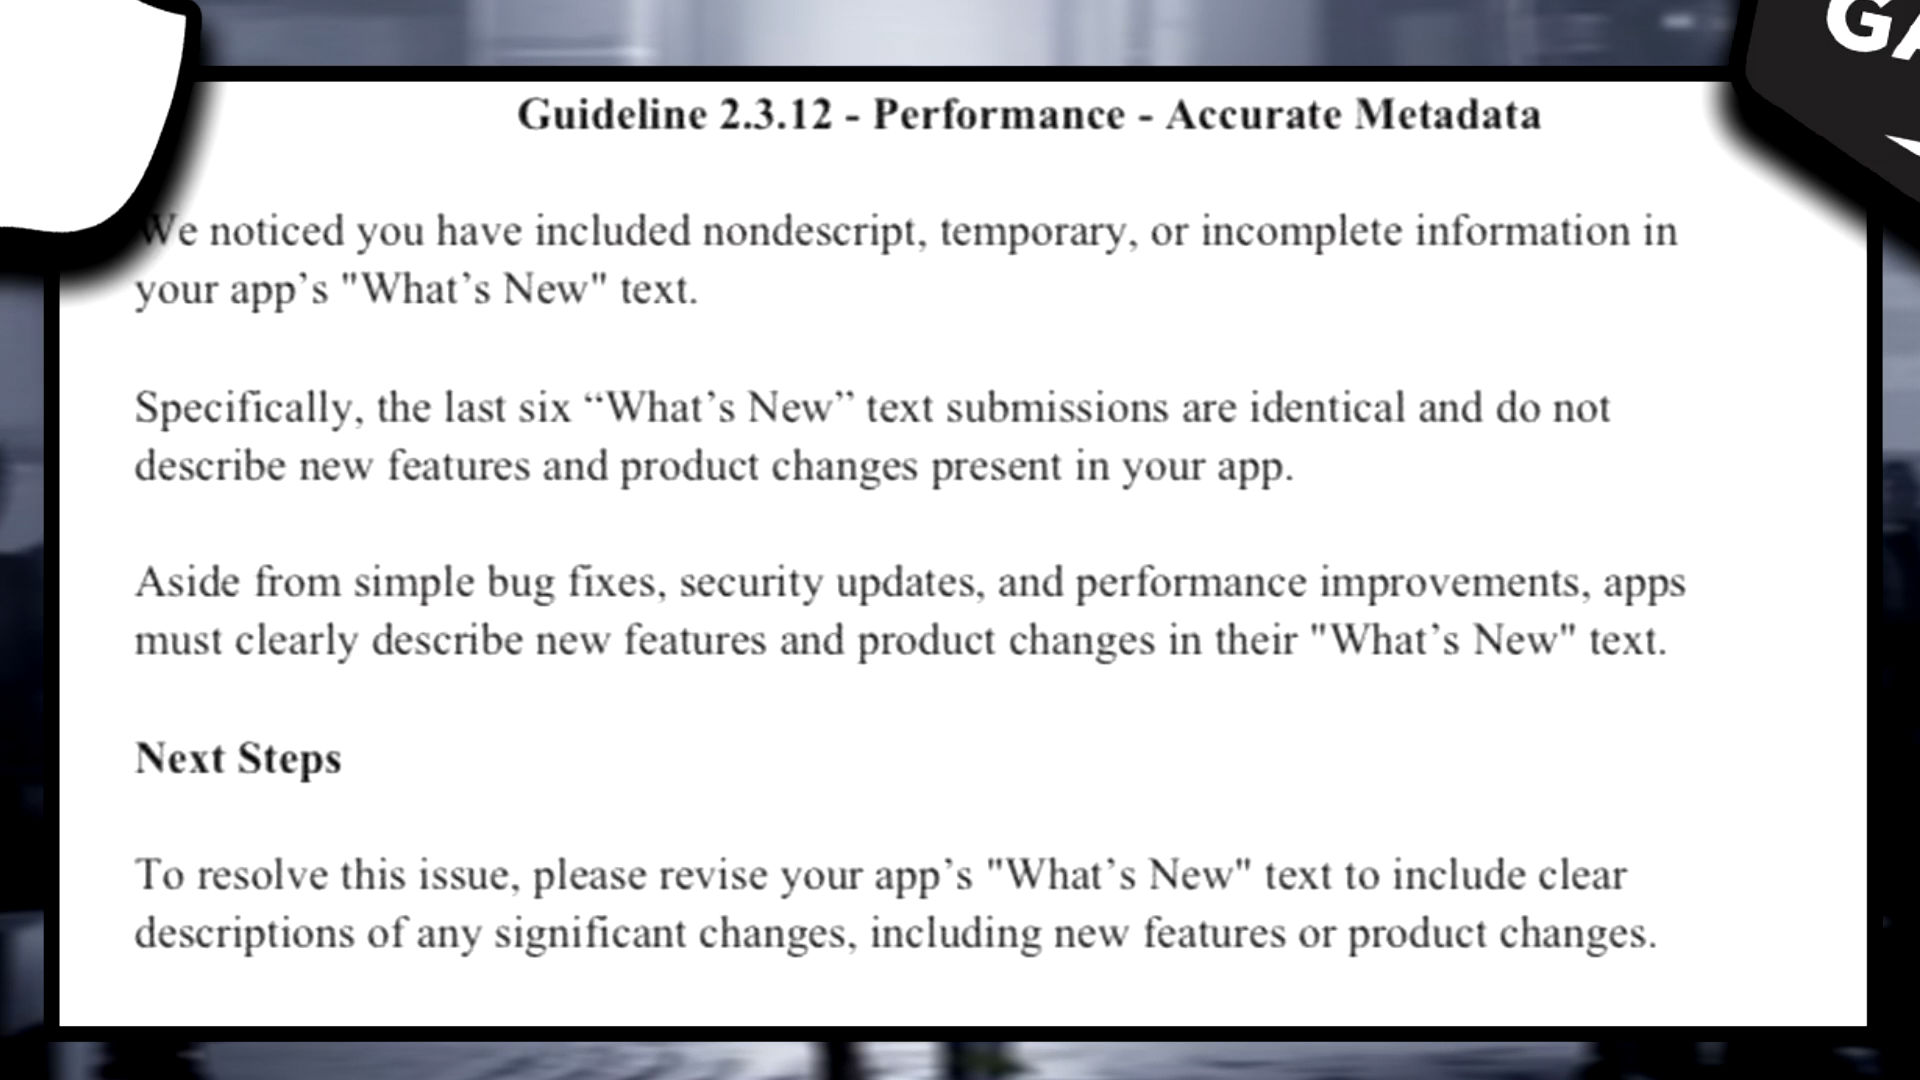 GA
Guideline 2.3.12 - Performance - Accurate Metadata
We noticed you have included nondescript, temporary, or incomplete information in
your app’s "What’s New" text.
Specifically, the last six “What’s New” text submissions are identical and do not
describe new features and product changes present in your app.
Aside from simple bug fixes, security updates, and performance improvements, apps
must clearly describe new features and product changes in their "What’s New" text.
Next Steps
To resolve this issue, please revise your app’s "What’s New" text to include clear
descriptions of any significant changes, including new features or product changes.